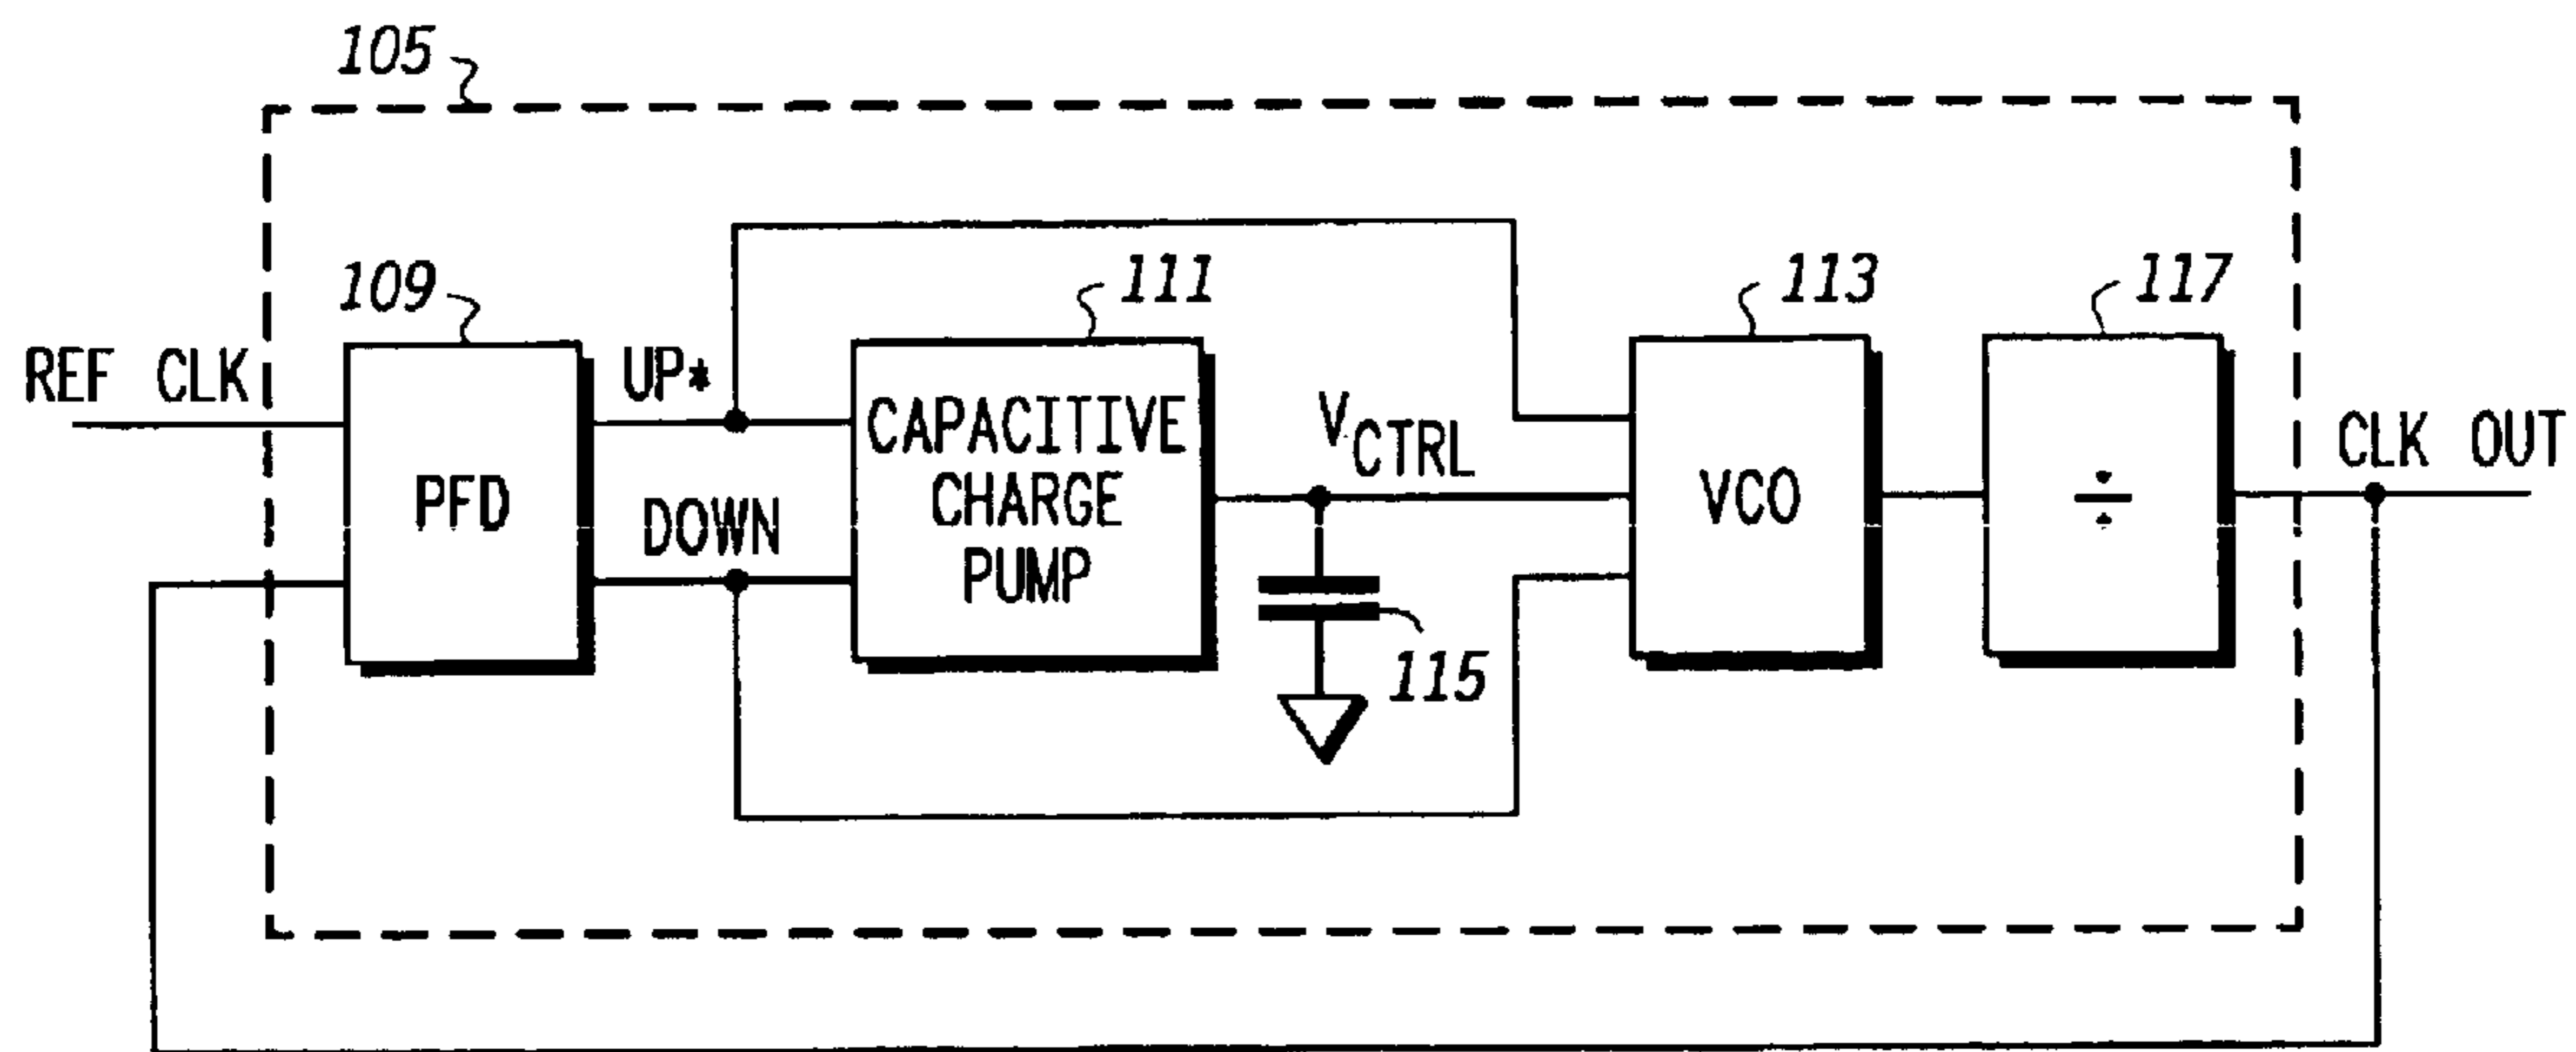 105
109
111
113
117
REF CLK
UP*
DOWN
PFD
CAPACITIVE
CHARGE
PUMP
VCTRL
VCO
÷
CLK OUT
115